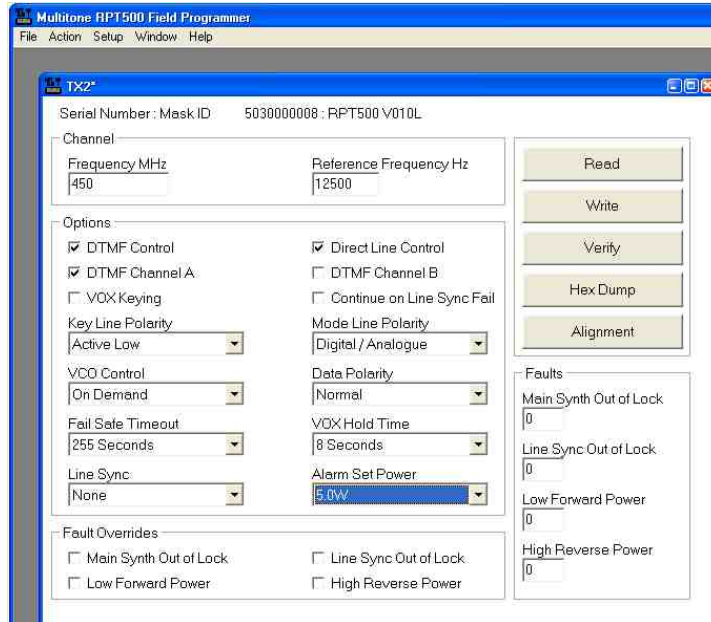 Multitone RPT500 Field Programmer
File Action Setup Window Help
TX2*
Serial Number : Mask ID 5030000008 : RPT500 V010L
Channel
Frequency MHz Reference Frequency Hz
450 12500
Options
DTMF Control Direct Line Control
DTMF Channel A DTMF Channel B
VOX Keying Continue on Line Sync Fail
Key Line Polarity Mode Line Polarity
Active Low Digital / Analogue
VCO Control Data Polarity
On Demand Normal
Fail Safe Timeout VOX Hold Time
255 Seconds 8 Seconds
Line Sync Alarm Set Power
None 5.0W
Fault Overrides
Main Synth Out of Lock Line Sync Out of Lock
Low Forward Power High Reverse Power
Read
Write
Verify
Hex Dump
Alignment
Faults
Main Synth Out of Lock
0
Line Sync Out of Lock
0
Low Forward Power
0
High Reverse Power
0